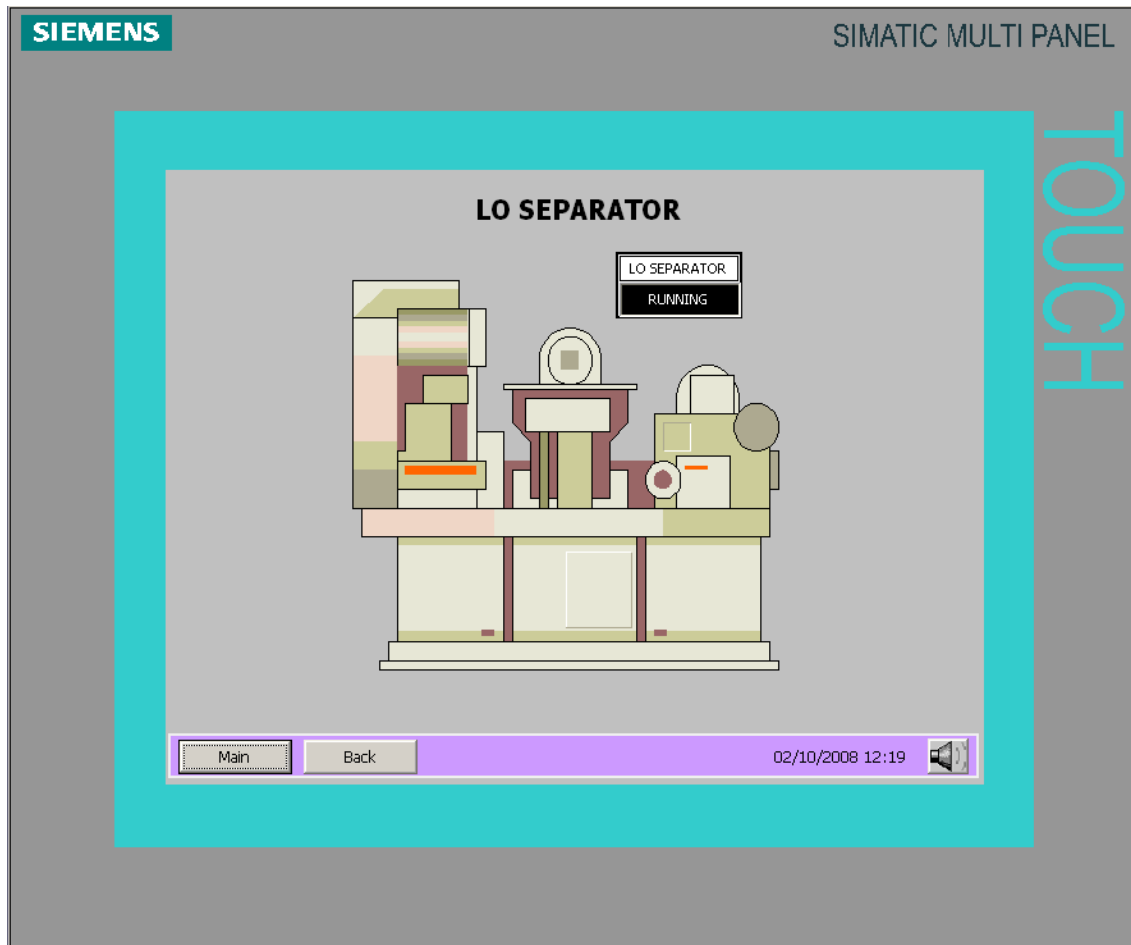 SIEMENS
SIMATIC MULTI PANEL
TOUCH
LO SEPARATOR
LO SEPARATOR
RUNNING
Main
Back
02/10/2008 12:19